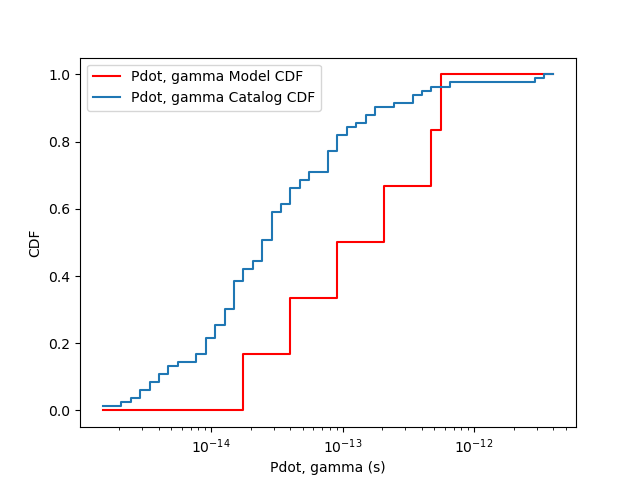 Pdot, gamma Model CDF
Pdot, gamma Catalog CDF
1.0
0.8
0.6
0.4
0.2
0.0
CDF
10⁻¹⁴
10⁻¹³
10⁻¹²
Pdot, gamma (s)